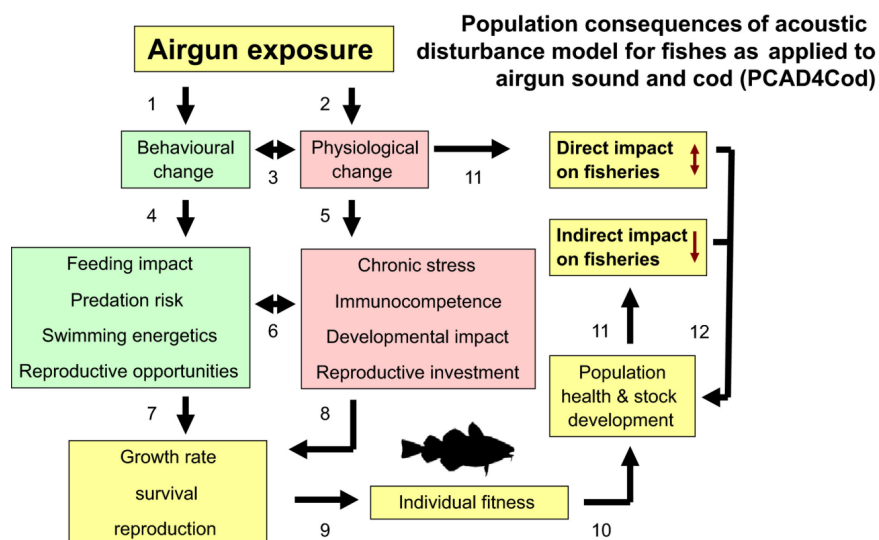 Population consequences of acoustic
disturbance model for fishes as applied to
airgun sound and cod (PCAD4Cod)
Airgun exposure
1
2
Behavioural
change
3
Physiological
change
11
Direct impact
on fisheries
4
5
Indirect impact
on fisheries
Feeding impact
Predation risk
Swimming energetics
Reproductive opportunities
6
Chronic stress
Immunocompetence
Developmental impact
Reproductive investment
11
12
Population
health & stock
development
7
8
Growth rate
survival
reproduction
9
Individual fitness
10